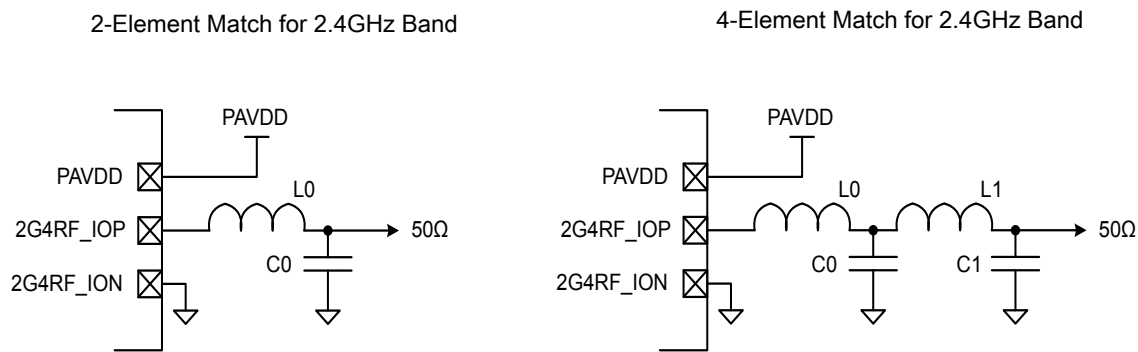 2-Element Match for 2.4GHz Band
PAVDD
PAVDD
L0
2G4RF_IOP
50Ω
C0
2G4RF_ION
4-Element Match for 2.4GHz Band
PAVDD
PAVDD
L0
L1
2G4RF_IOP
50Ω
C0
C1
2G4RF_ION